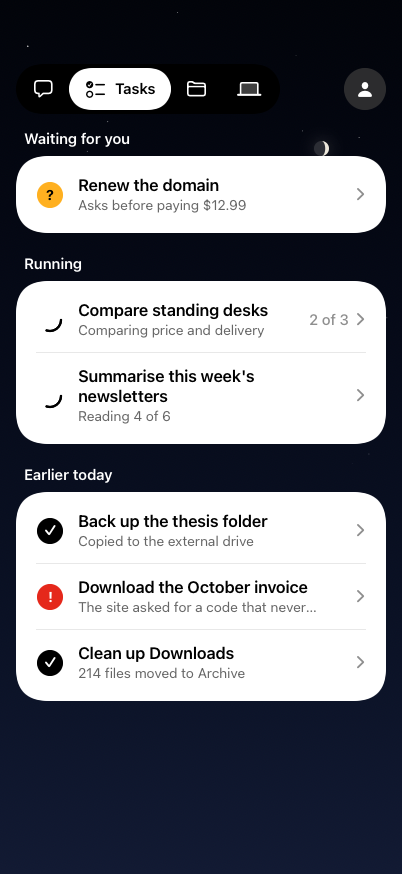 Tasks
Waiting for you
?
Renew the domain
Asks before paying $12.99
Running
Compare standing desks
Comparing price and delivery
2 of 3
Summarise this week's
newsletters
Reading 4 of 6
Earlier today
Back up the thesis folder
Copied to the external drive
!
Download the October invoice
The site asked for a code that never...
Clean up Downloads
214 files moved to Archive